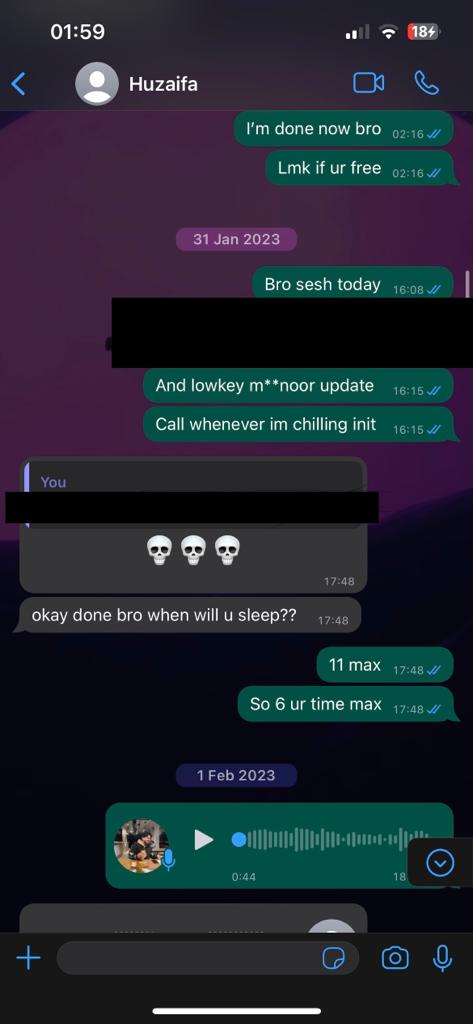 01:59
18
Huzaifa
I'm done now bro 02:16
Lmk if ur free 02:16
31 Jan 2023
Bro sesh today 16:08
And lowkey m**noor update 16:15
Call whenever im chilling init 16:15
You
17:48
okay done bro when will u sleep?? 17:48
11 max 17:48
So 6 ur time max 17:48
1 Feb 2023
0:44 18